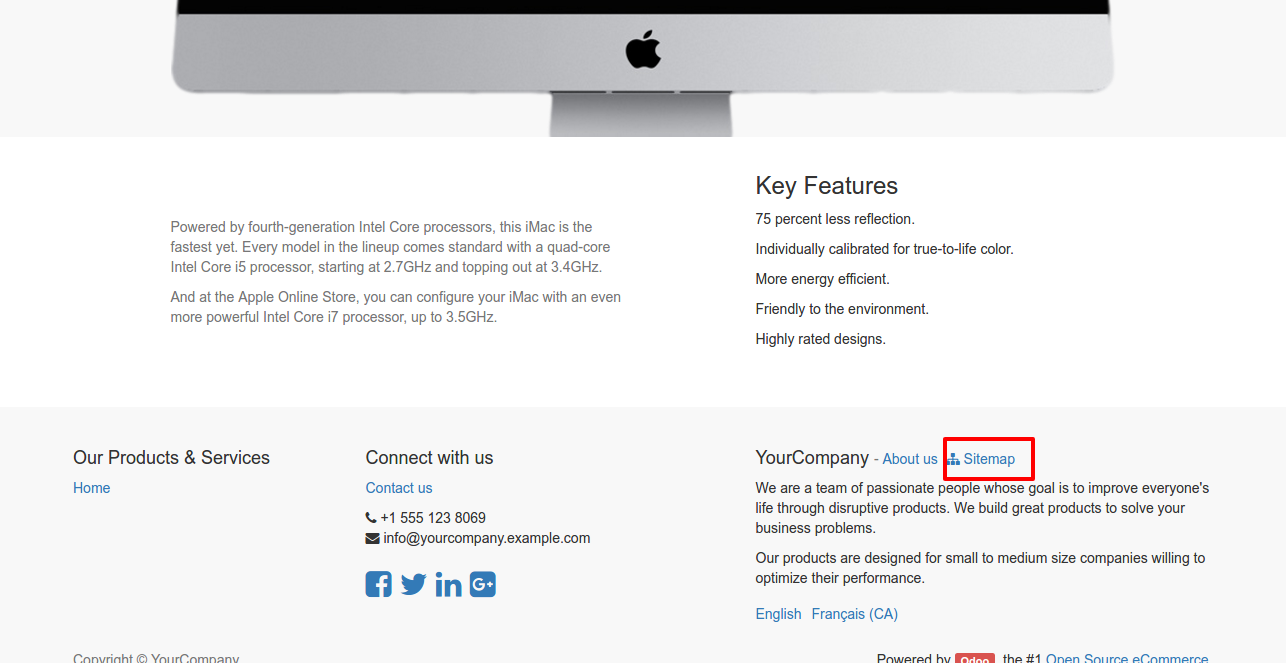 Powered by fourth-generation Intel Core processors, this iMac is the
fastest yet. Every model in the lineup comes standard with a quad-core
Intel Core i5 processor, starting at 2.7GHz and topping out at 3.4GHz.
And at the Apple Online Store, you can configure your iMac with an even
more powerful Intel Core i7 processor, up to 3.5GHz.
Key Features
75 percent less reflection.
Individually calibrated for true-to-life color.
More energy efficient.
Friendly to the environment.
Highly rated designs.
Our Products & Services
Home
Connect with us
Contact us
+1 555 123 8069
info@yourcompany.example.com
YourCompany - About us Sitemap
We are a team of passionate people whose goal is to improve everyone's
life through disruptive products. We build great products to solve your
business problems.
Our products are designed for small to medium size companies willing to
optimize their performance.
English Français (CA)
Copyright © YourCompany
Powered by Odoo the #1 Open Source eCommerce